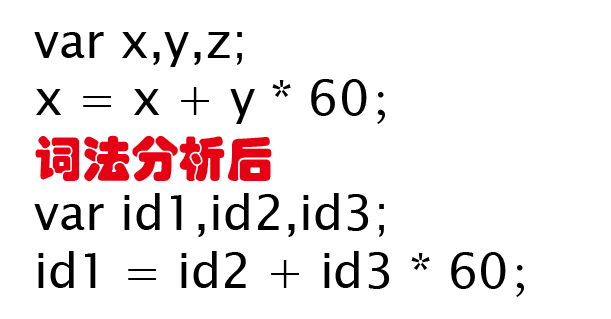 var x,y,z;
x = x + y * 60;
词法分析后
var id1,id2,id3;
id1 = id2 + id3 * 60;